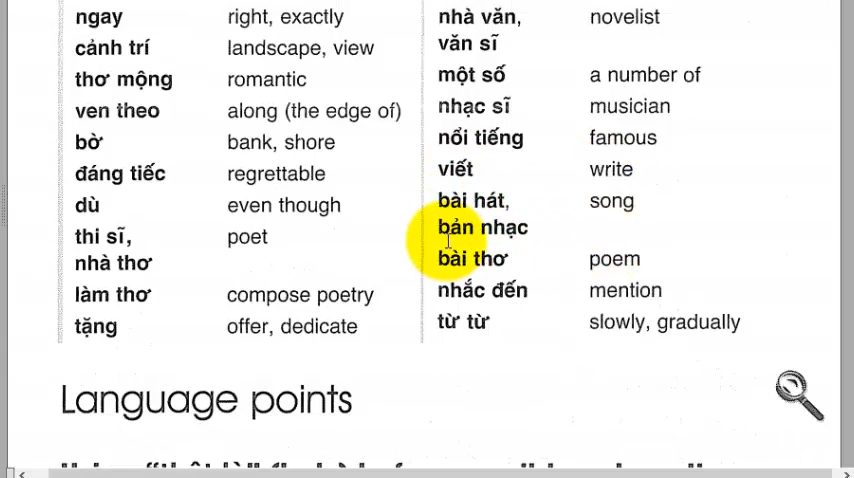 ngay right, exactly
cảnh trí landscape, view
thơ mộng romantic
ven theo along (the edge of)
bờ bank, shore
đáng tiếc regrettable
dù even though
thi sĩ, poet
nhà thơ
làm thơ compose poetry
tặng offer, dedicate
nhà văn, novelist
văn sĩ
một số a number of
nhạc sĩ musician
nổi tiếng famous
viết write
bài hát, song
bản nhạc
bài thơ poem
nhắc đến mention
từ từ slowly, gradually
Language points